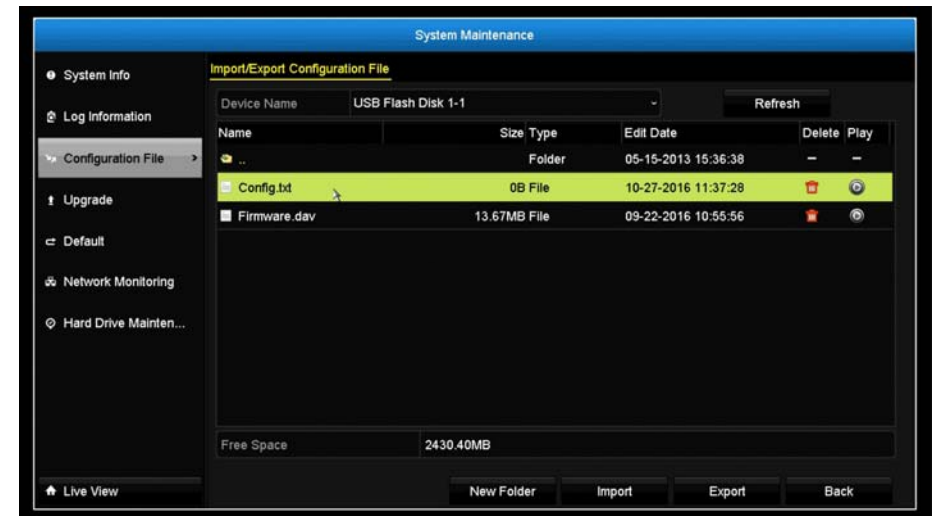 System Maintenance
System Info
Log Information
Configuration File >
Upgrade
Default
Network Monitoring
Hard Drive Mainten...
Live View
Import/Export Configuration File
Device Name USB Flash Disk 1-1 Refresh
Name Size Type Edit Date Delete Play
.. Folder 05-15-2013 15:36:38 – –
Config.txt 0B File 10-27-2016 11:37:28
Firmware.dav 13.67MB File 09-22-2016 10:55:56
Free Space 2430.40MB
New Folder Import Export Back